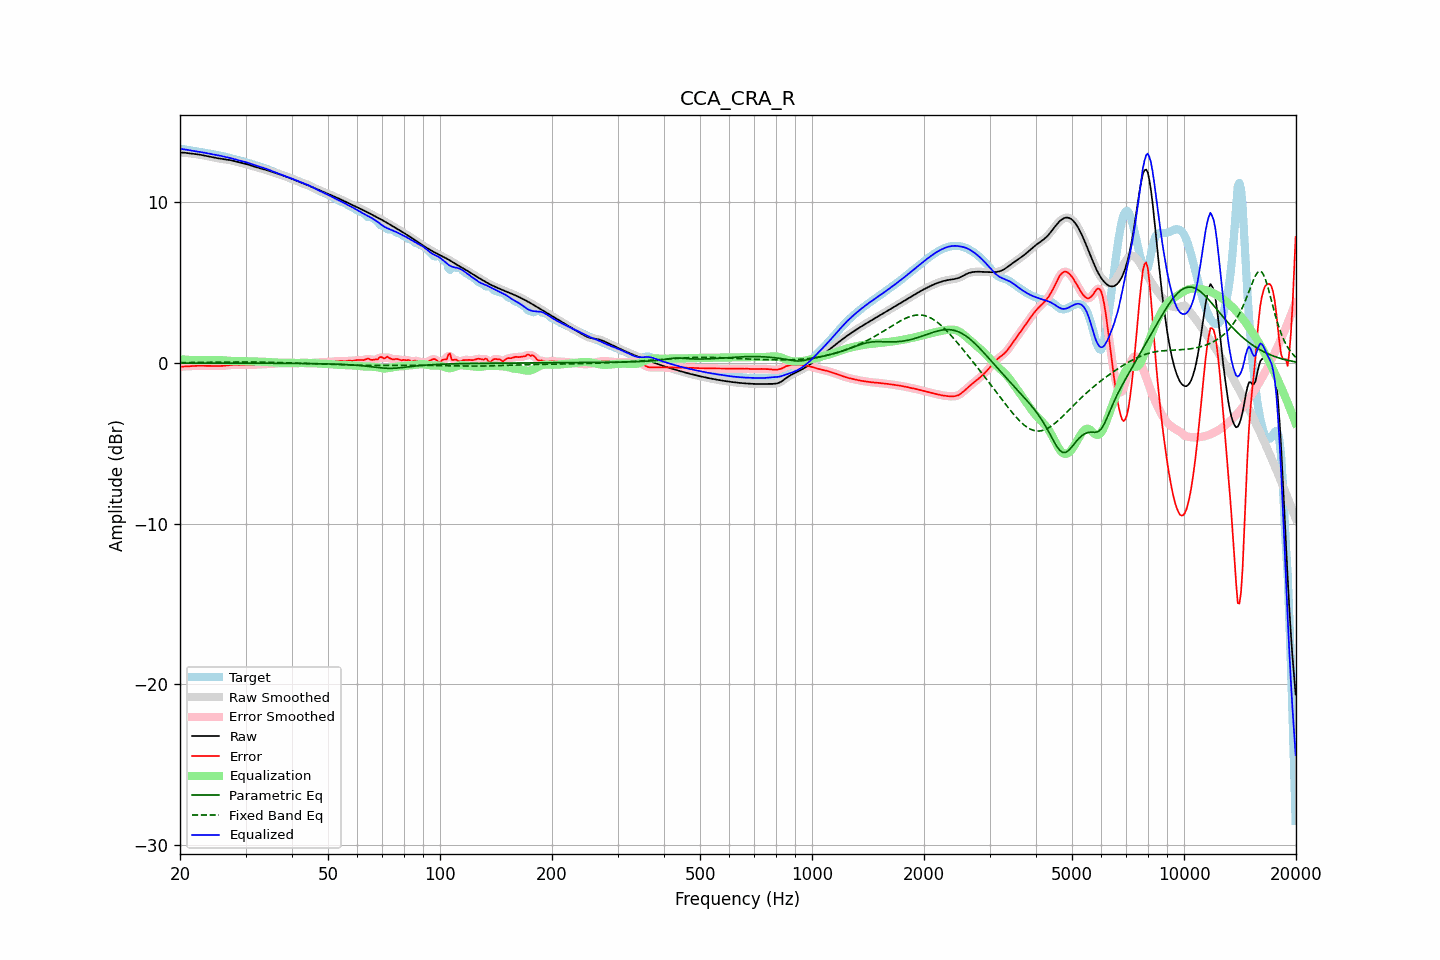 CCA_CRA_R
Amplitude (dBr)
10
0
−10
−20
−30
Target
Raw Smoothed
Error Smoothed
Raw
Error
Equalization
Parametric Eq
Fixed Band Eq
Equalized
20 50 100 200 500 1000 2000 5000 10000 20000
Frequency (Hz)